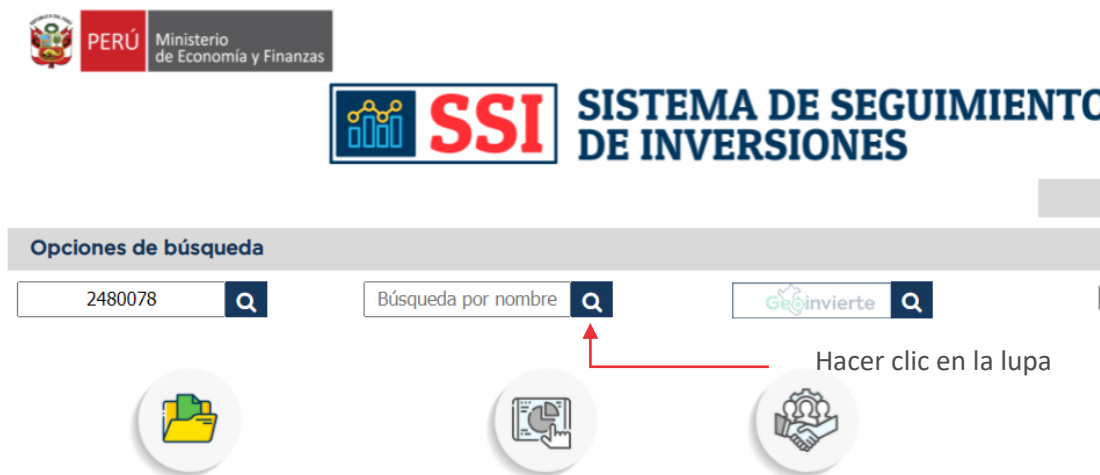 PERÚ
Ministerio
de Economía y Finanzas
SSI
SISTEMA DE SEGUIMIENTO
DE INVERSIONES
Opciones de búsqueda
2480078
Búsqueda por nombre
Geoinvierte
Hacer clic en la lupa